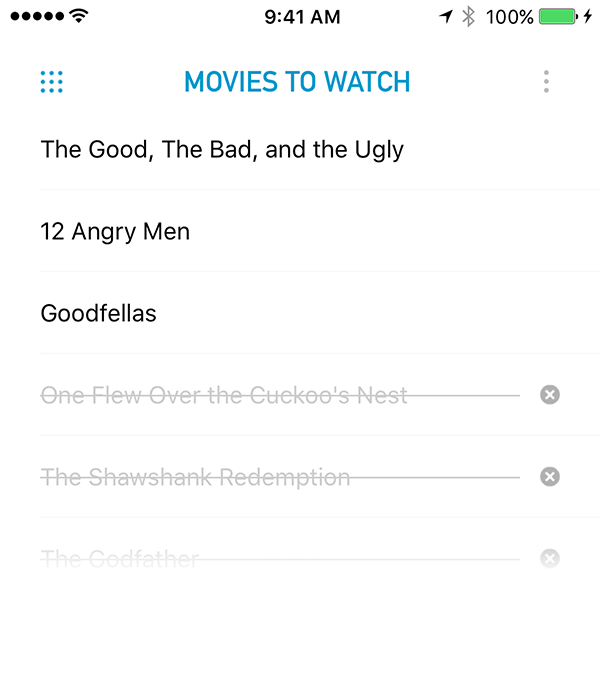 9:41 AM 100%
MOVIES TO WATCH
The Good, The Bad, and the Ugly
12 Angry Men
Goodfellas
One Flew Over the Cuckoo's Nest
The Shawshank Redemption
The Godfather